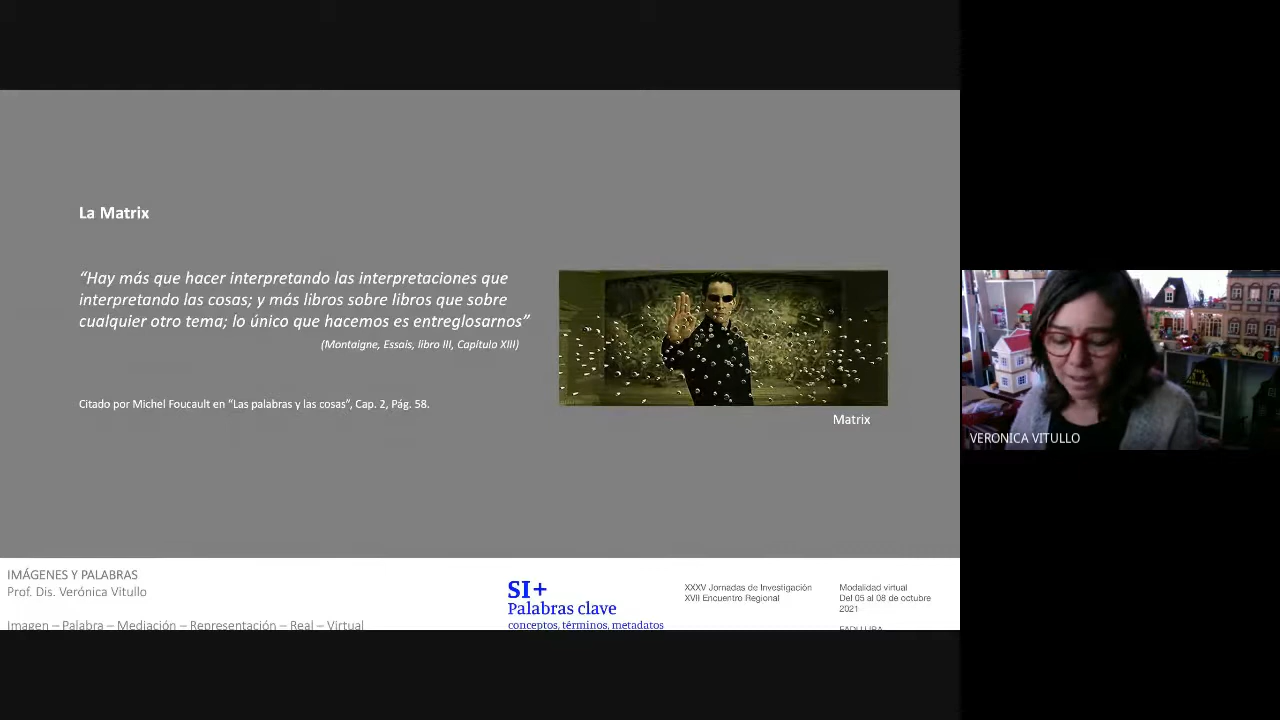 La Matrix
“Hay más que hacer interpretando las interpretaciones que
interpretando las cosas; y más libros sobre libros que sobre
cualquier otro tema; lo único que hacemos es entreglosarnos”
(Montaigne, Essais, libro III, Capítulo XIII)
Citado por Michel Foucault en “Las palabras y las cosas”, Cap. 2, Pág. 58.
Matrix
VERONICA VITULLO
IMÁGENES Y PALABRAS
Prof. Dis. Verónica Vitullo
Imagen – Palabra – Mediación – Representación – Real – Virtual
SI+
Palabras clave
conceptos, términos, metadatos
XXXV Jornadas de Investigación
XVII Encuentro Regional
Modalidad virtual
Del 05 al 08 de octubre
2021